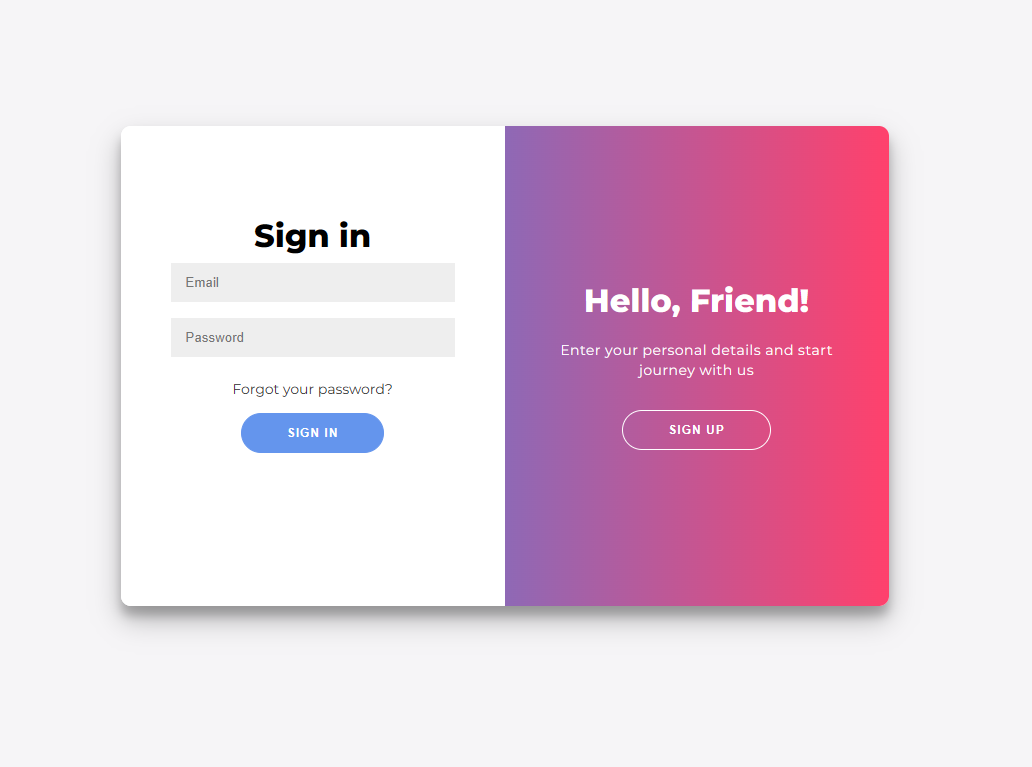 Sign in
Email
Password
Forgot your password?
SIGN IN
Hello, Friend!
Enter your personal details and start
journey with us
SIGN UP